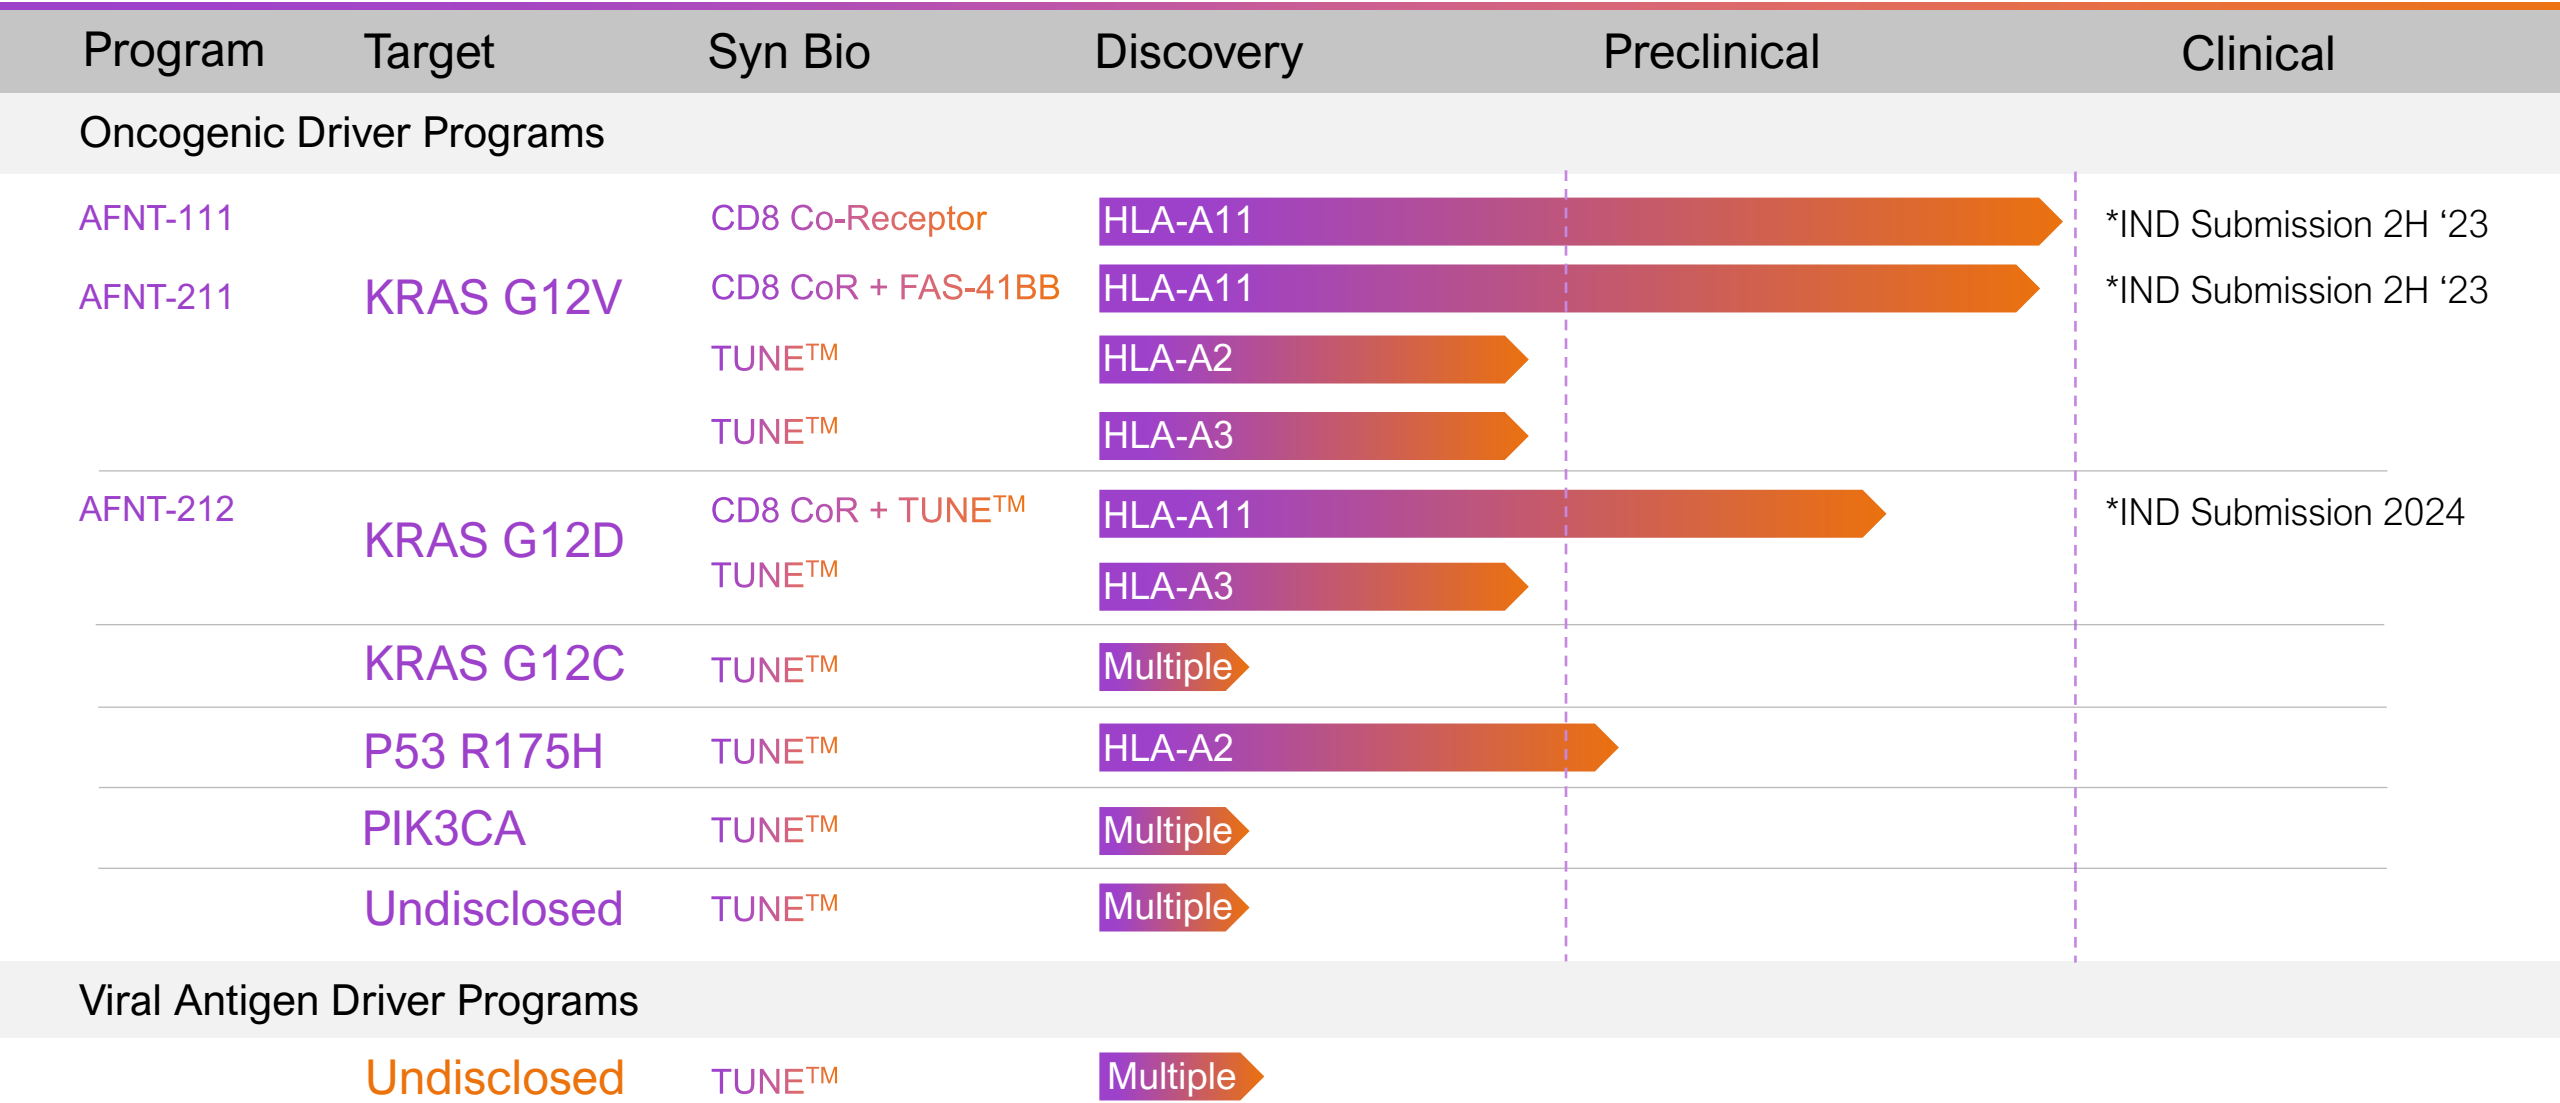 Program Target Syn Bio Discovery Preclinical Clinical
Oncogenic Driver Programs
AFNT-111 CD8 Co-Receptor HLA-A11 *IND Submission 2H ‘23
AFNT-211 KRAS G12V CD8 CoR + FAS-41BB HLA-A11 *IND Submission 2H ‘23
TUNE™ HLA-A2
TUNE™ HLA-A3
AFNT-212 KRAS G12D CD8 CoR + TUNE™ HLA-A11 *IND Submission 2024
TUNE™ HLA-A3
KRAS G12C TUNE™ Multiple
P53 R175H TUNE™ HLA-A2
PIK3CA TUNE™ Multiple
Undisclosed TUNE™ Multiple
Viral Antigen Driver Programs
Undisclosed TUNE™ Multiple